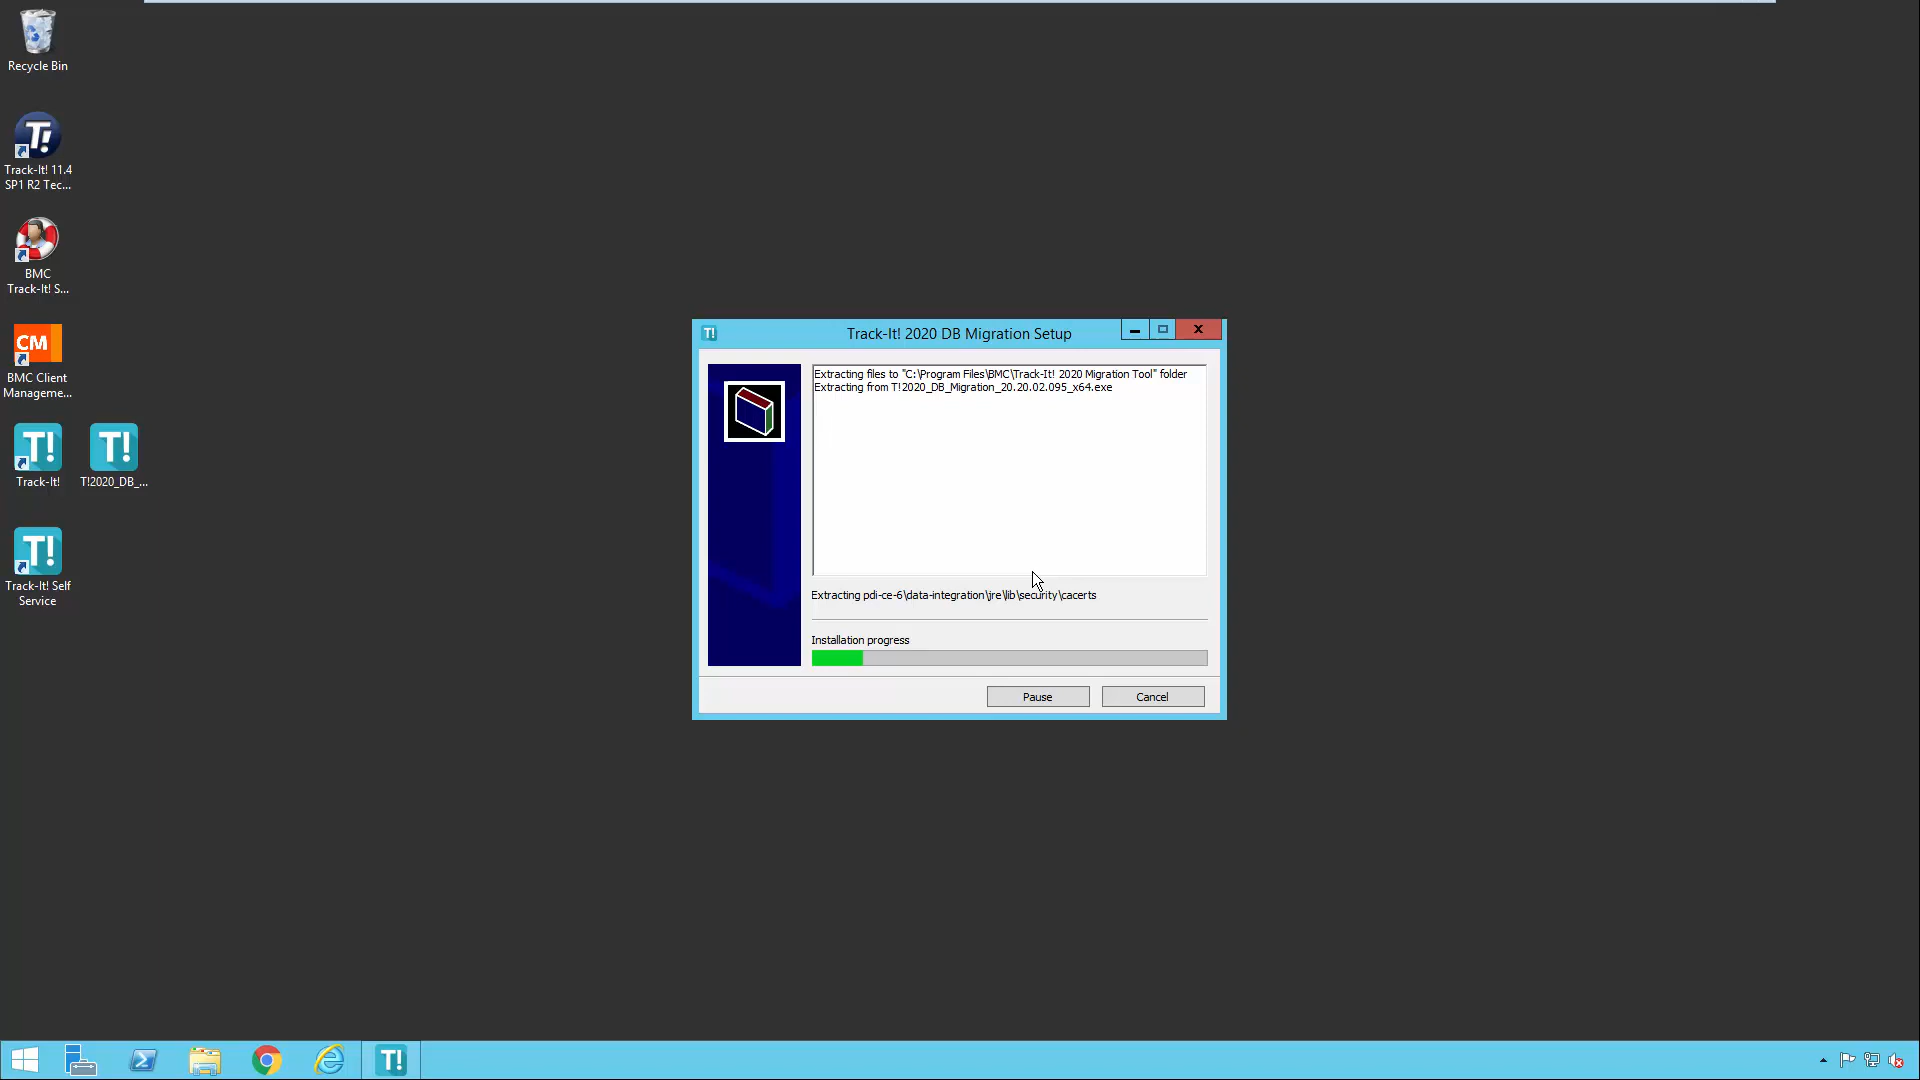 Recycle Bin
T!
Track-It! 11.4
SP1 R2 Tec...
BMC
Track-It! S...
CM
BMC Client
Manageme...
T!
Track-It!
T!
T!2020_DB_...
T!
Track-It! Self
Service
T!
Track-It! 2020 DB Migration Setup
Extracting files to "C:\Program Files\BMC\Track-It! 2020 Migration Tool" folder
Extracting from T!2020_DB_Migration_20.20.02.095_x64.exe
Extracting pdi-ce-6\data-integration\jre\lib\security\cacerts
Installation progress
Pause
Cancel
T!